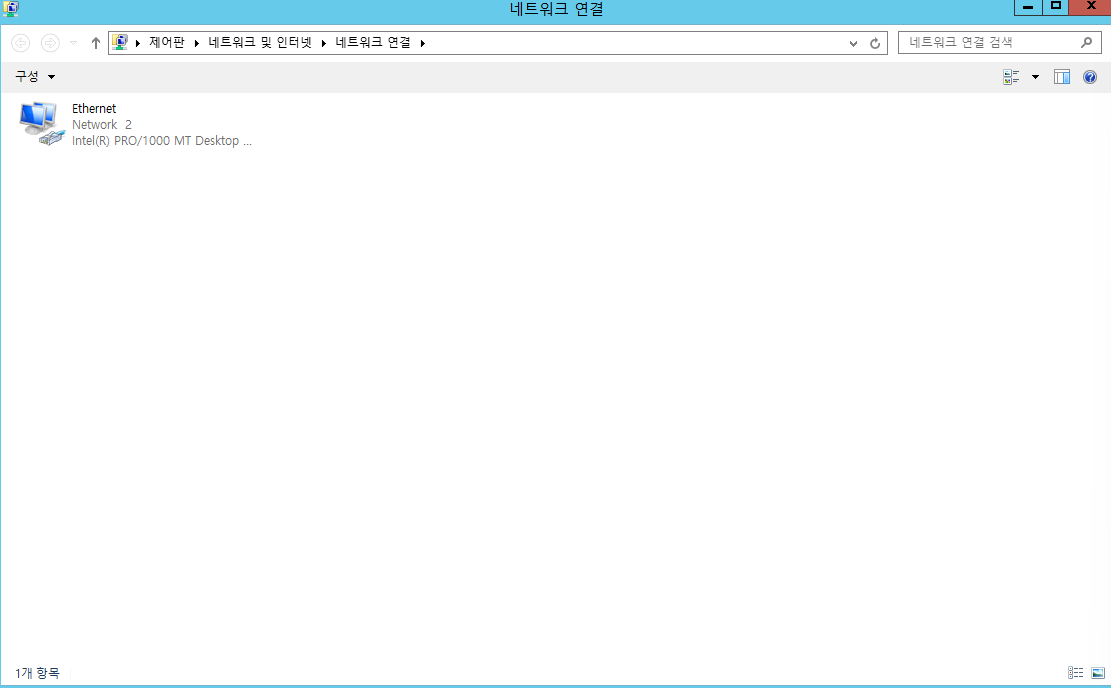 네트워크 연결
제어판 네트워크 및 인터넷 네트워크 연결
네트워크 연결 검색
구성
Ethernet
Network 2
Intel(R) PRO/1000 MT Desktop ...
1개 항목